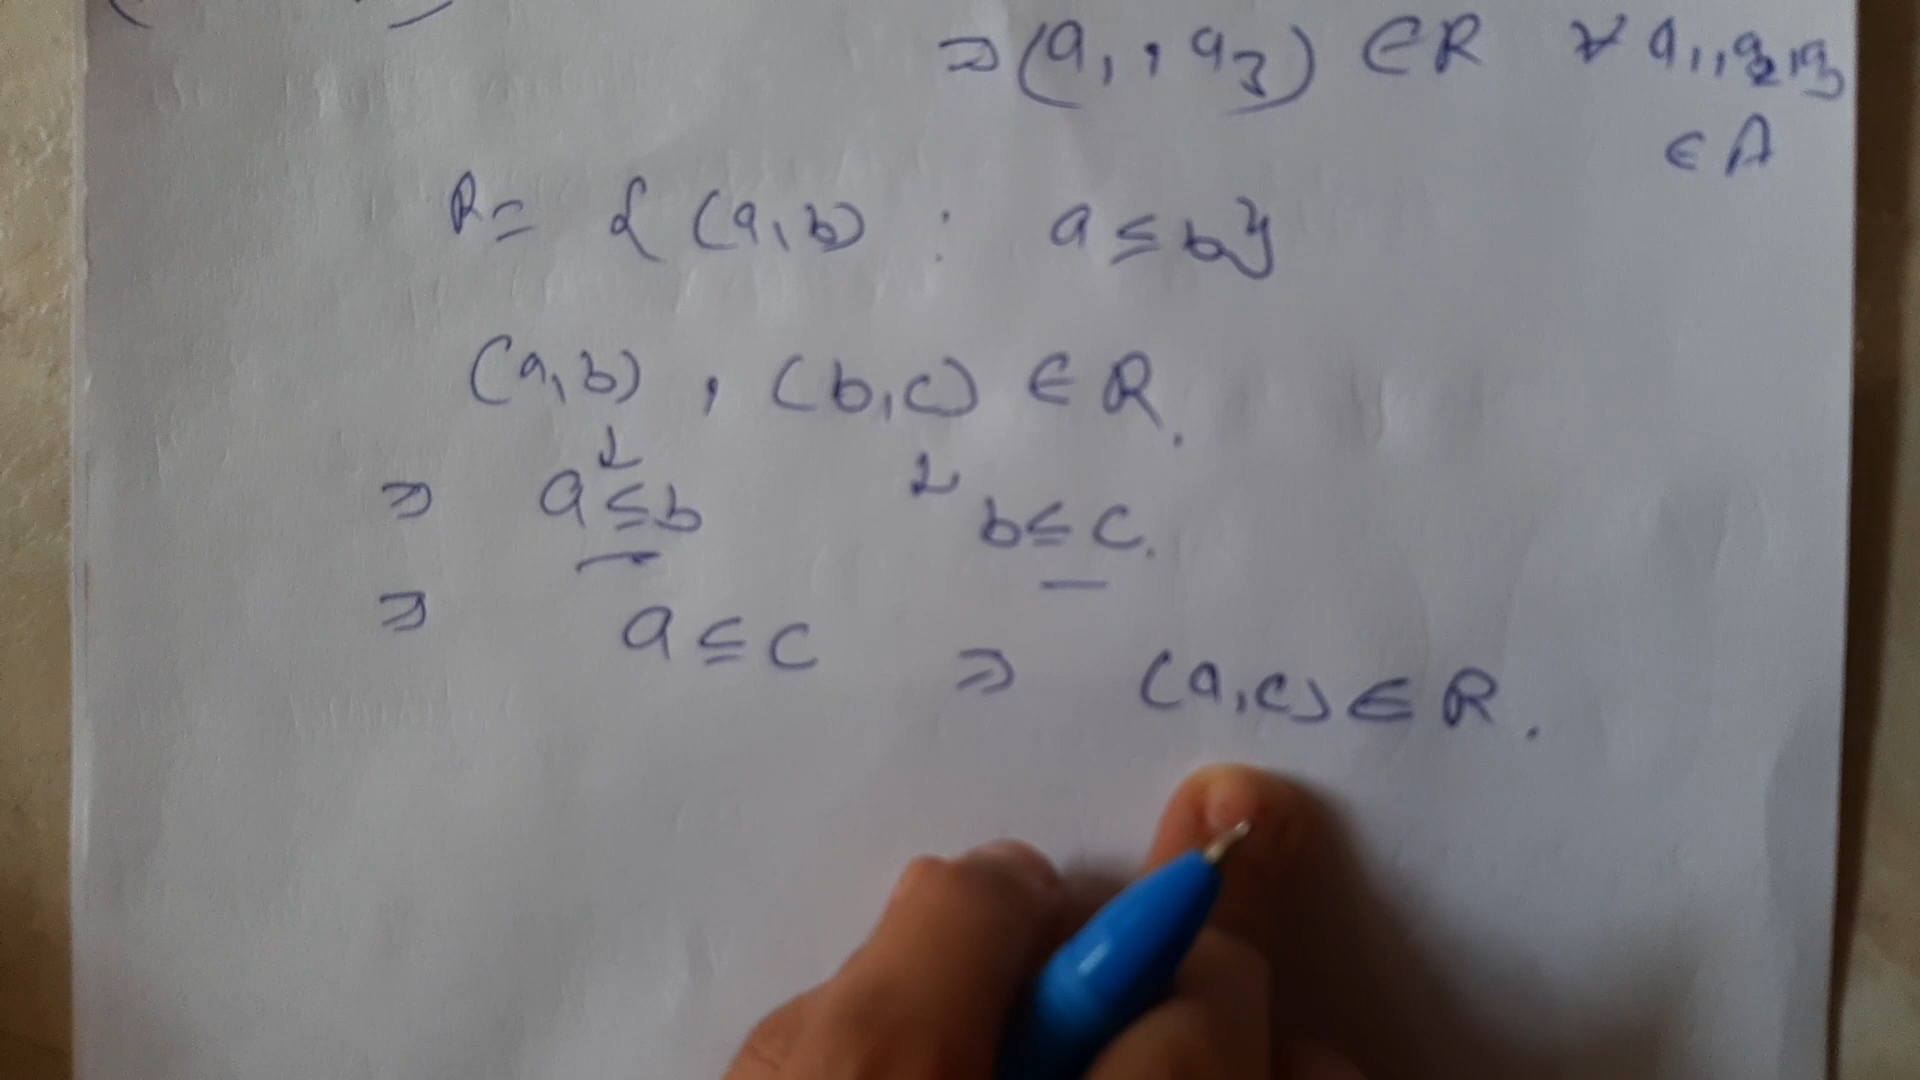 ⇒ (a₁, a₃) ∈ R ∀ a₁, a₂, a₃
∈ A
R = { (a, b) : a ≤ b }
(a, b) , (b, c) ∈ R.
⇒ a ≤ b b ≤ c.
⇒ a ≤ c ⇒ (a, c) ∈ R.